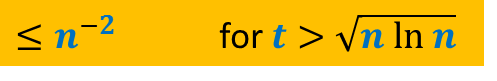 ≤ n⁻² for t > √(n ln n)